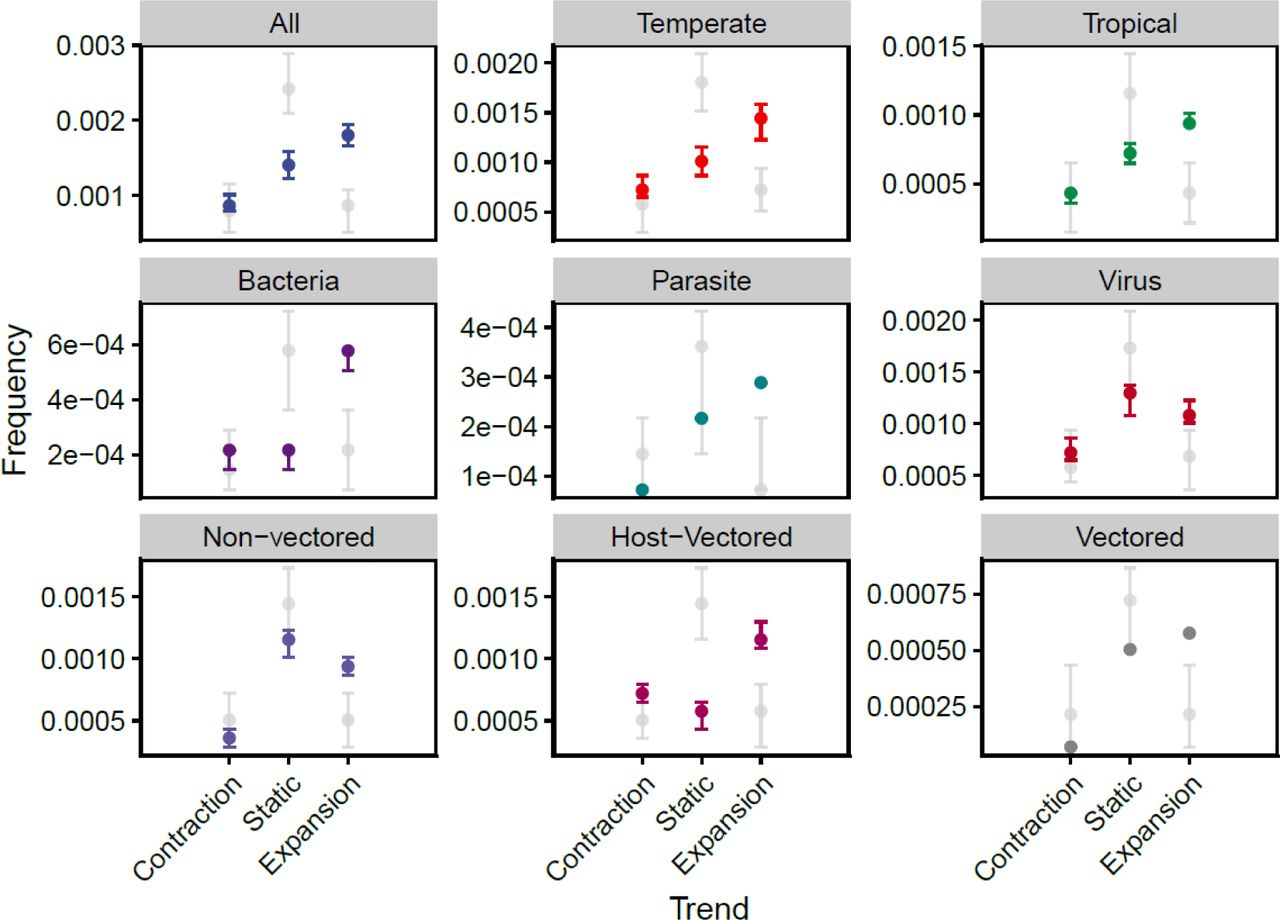 All Temperate Tropical
0.003 0.0020 0.0015
0.002 0.0015 0.0010
0.001 0.0010 0.0005
0.0005
Bacteria Parasite Virus
6e−04 4e−04 0.0020
4e−04 3e−04 0.0015
2e−04 2e−04 0.0010
1e−04 0.0005
Frequency
Non−vectored Host−Vectored Vectored
0.0015 0.0015 0.00075
0.0010 0.0010 0.00050
0.0005 0.0005 0.00025
Contraction Static Expansion Contraction Static Expansion Contraction Static Expansion
Trend